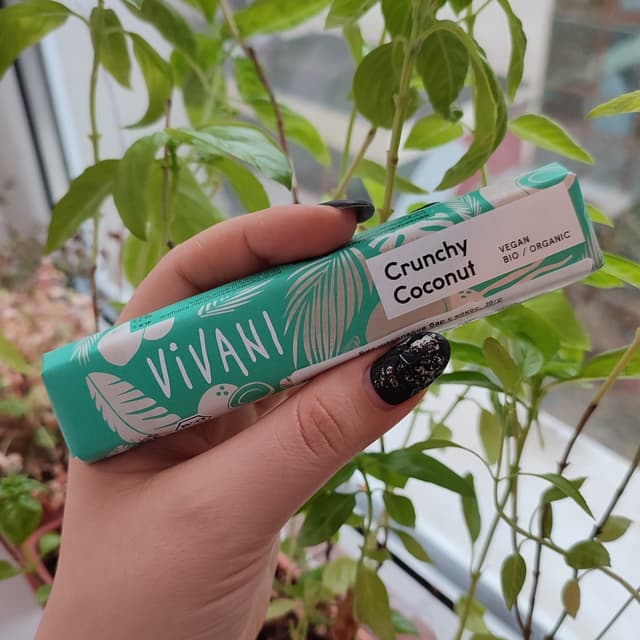 ViVANI
Crunchy
Coconut
VEGAN
BIO / ORGANIC